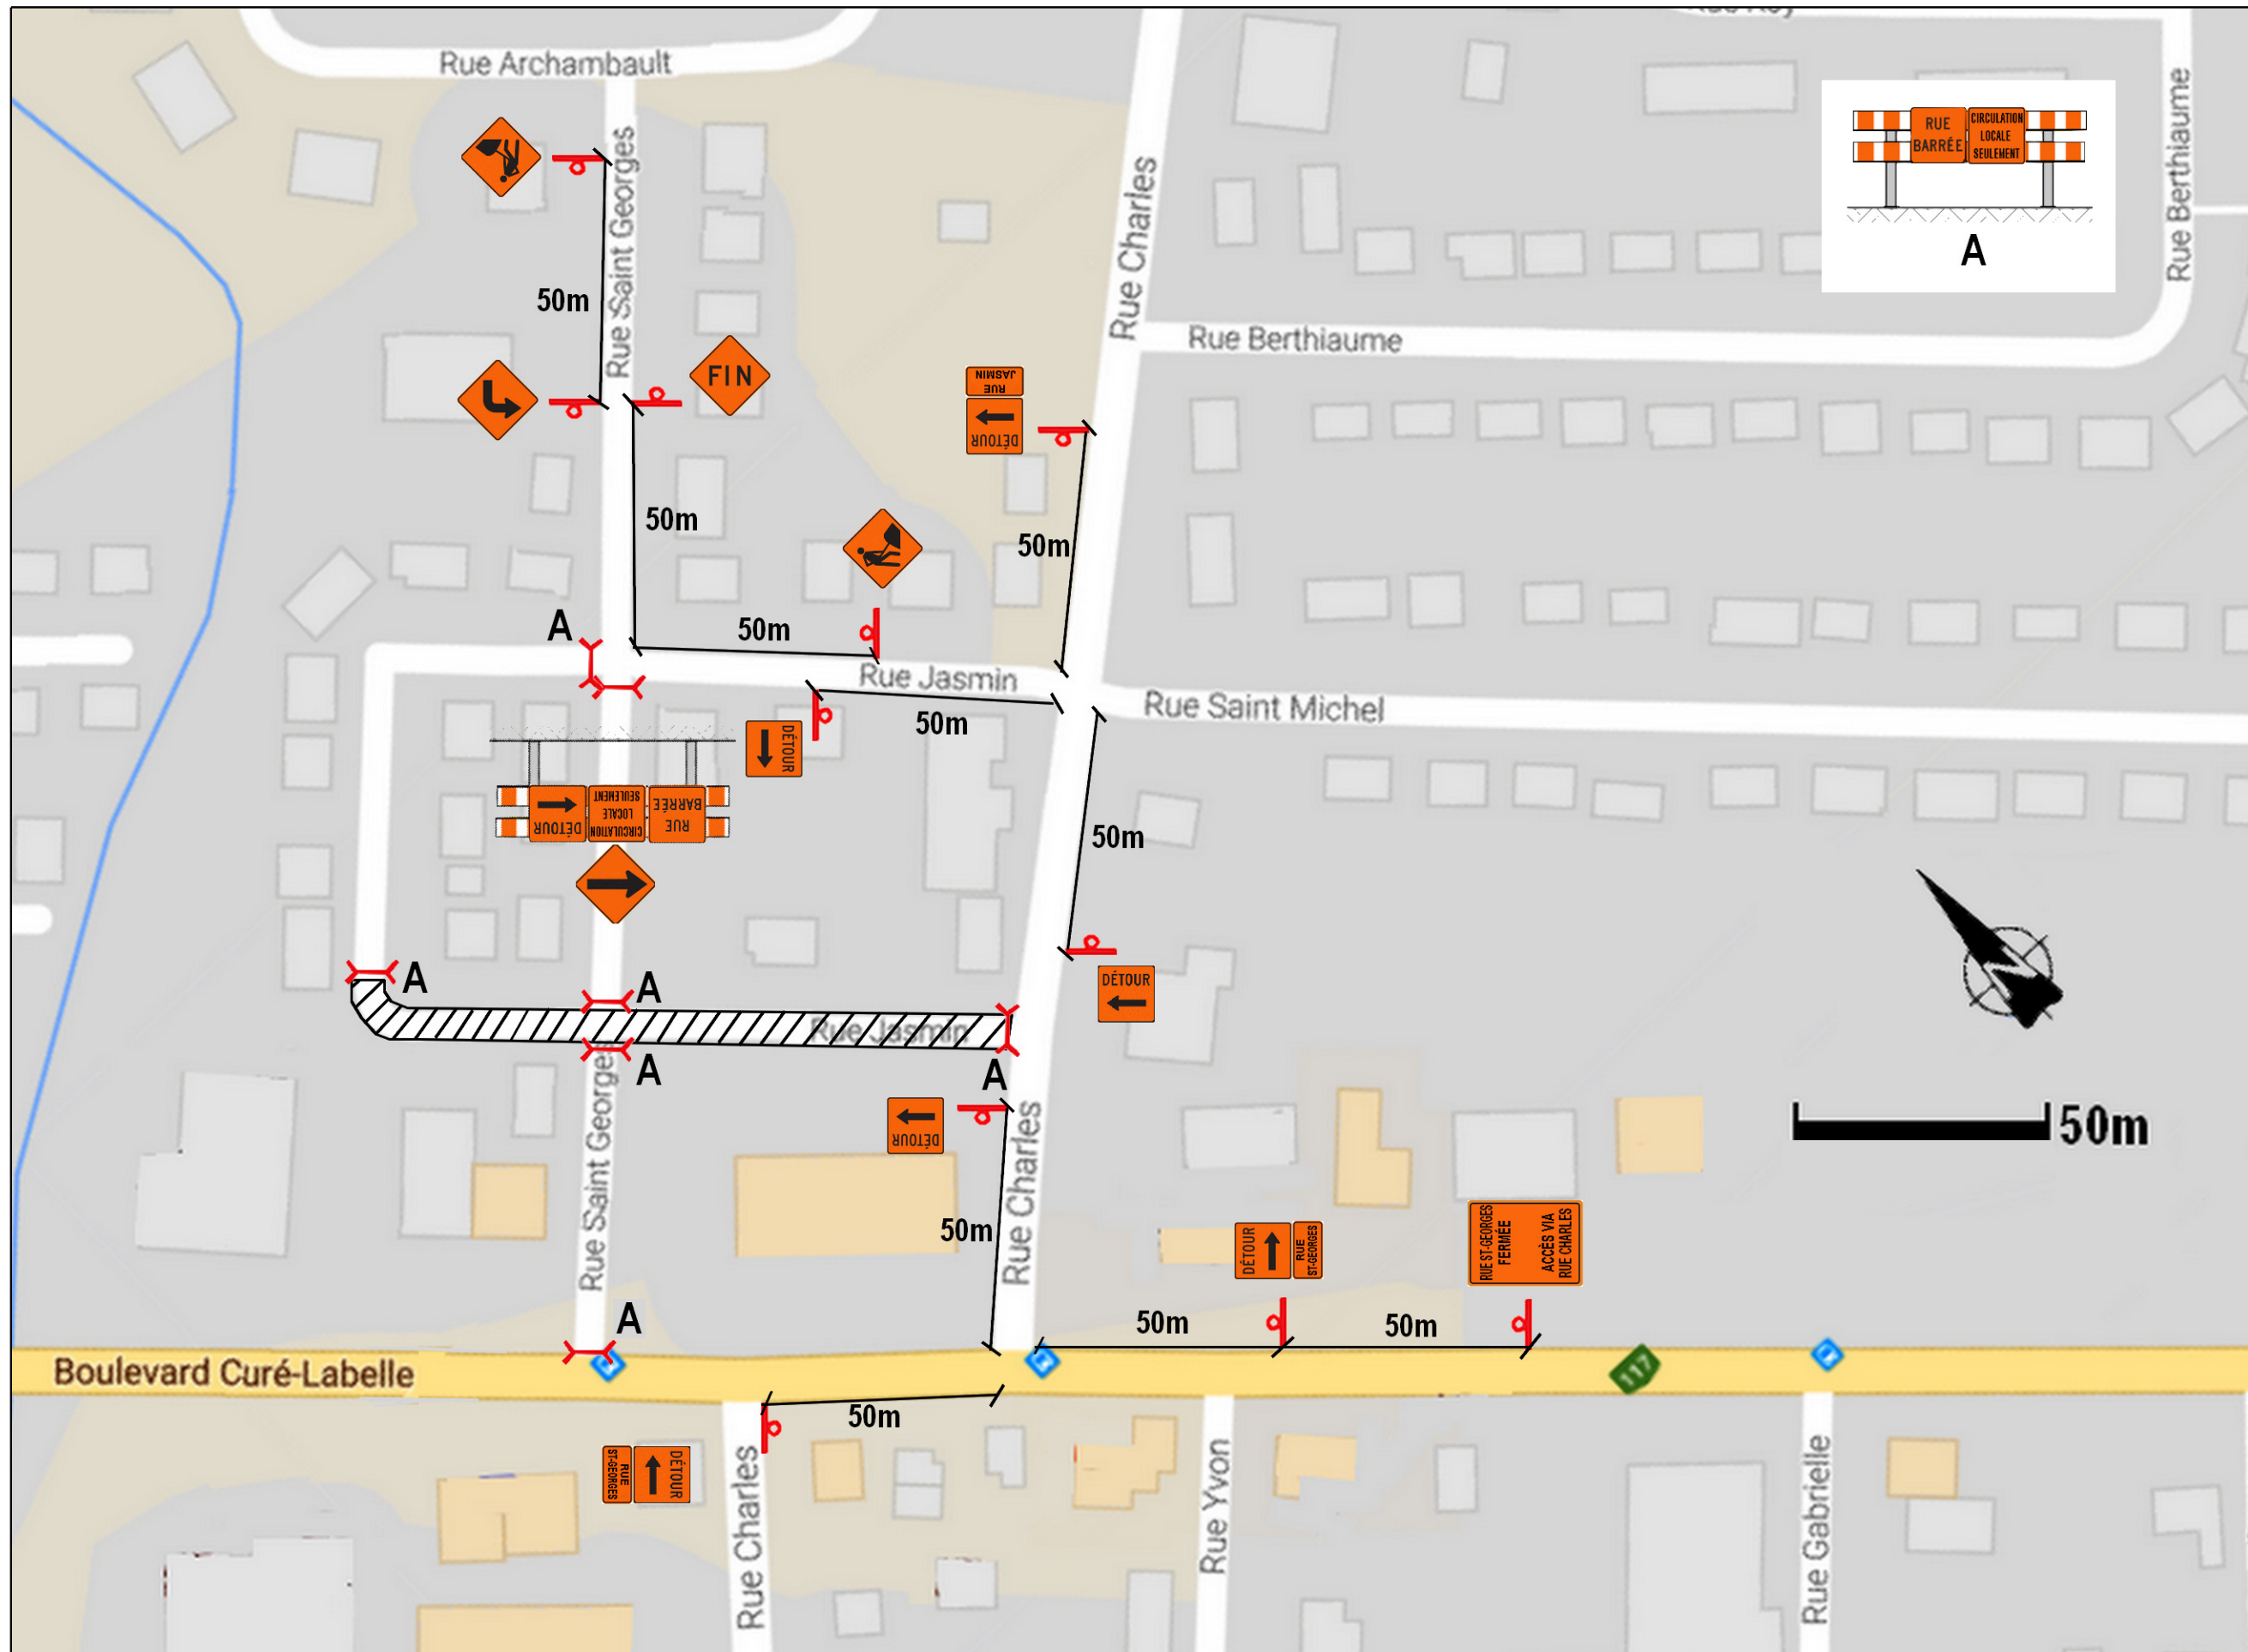 Rue Archambault
Rue Saint Georges
Rue Charles
Rue Berthiaume
RUE
BARRÉE
CIRCULATION
LOCALE
SEULEMENT
A
50m
Rue Berthiaume
FIN
RUE
JASMIN
DÉTOUR
50m
50m
A
50m
Rue Jasmin
50m
Rue Saint Michel
DÉTOUR
RUE
BARRÉE
CIRCULATION
LOCALE
SEULEMENT
DÉTOUR
50m
A
A
DÉTOUR
Rue Jasmin
A
A
DÉTOUR
50m
Rue Saint Georges
Rue Charles
50m
DÉTOUR
RUE
ST-GEORGES
RUE ST-GEORGES
FERMÉE
ACCÈS VIA
RUE CHARLES
A
50m
50m
Boulevard Curé-Labelle
117
50m
RUE
ST-GEORGES
DÉTOUR
Rue Charles
Rue Yvon
Rue Gabrielle